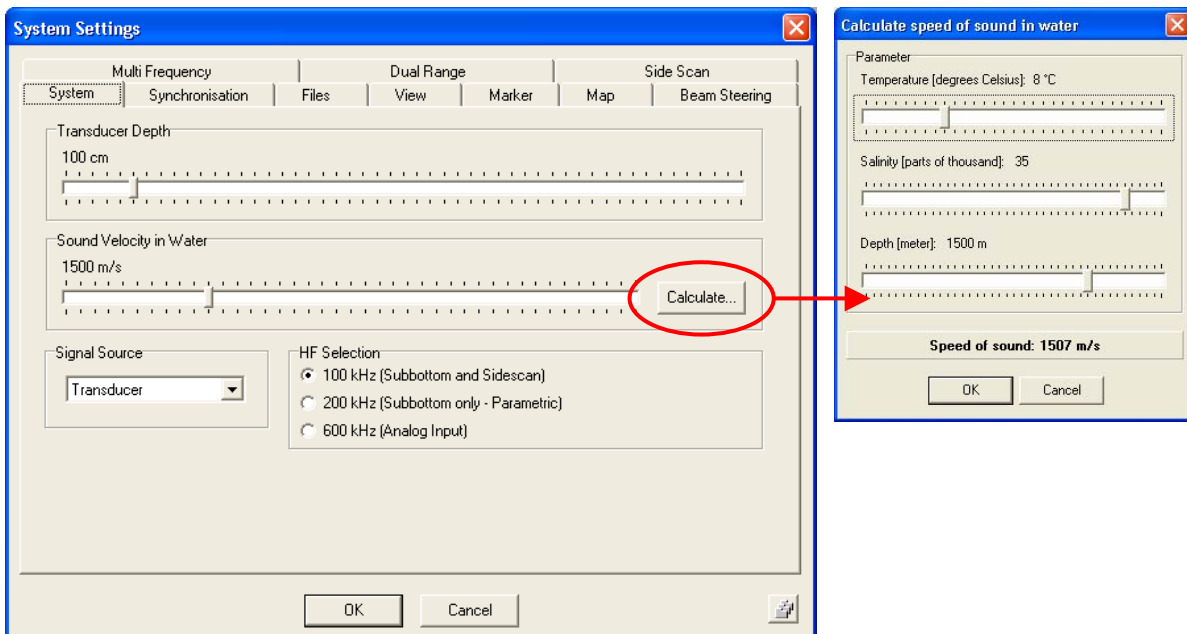 System Settings
Multi Frequency Dual Range Side Scan
System Synchronisation Files View Marker Map Beam Steering
Transducer Depth
100 cm
Sound Velocity in Water
1500 m/s
Calculate...
Signal Source
Transducer
HF Selection
100 kHz (Subbottom and Sidescan)
200 kHz (Subbottom only - Parametric)
600 kHz (Analog Input)
OK Cancel
Calculate speed of sound in water
Parameter
Temperature [degrees Celsius]: 8 °C
Salinity [parts of thousand]: 35
Depth [meter]: 1500 m
Speed of sound: 1507 m/s
OK Cancel